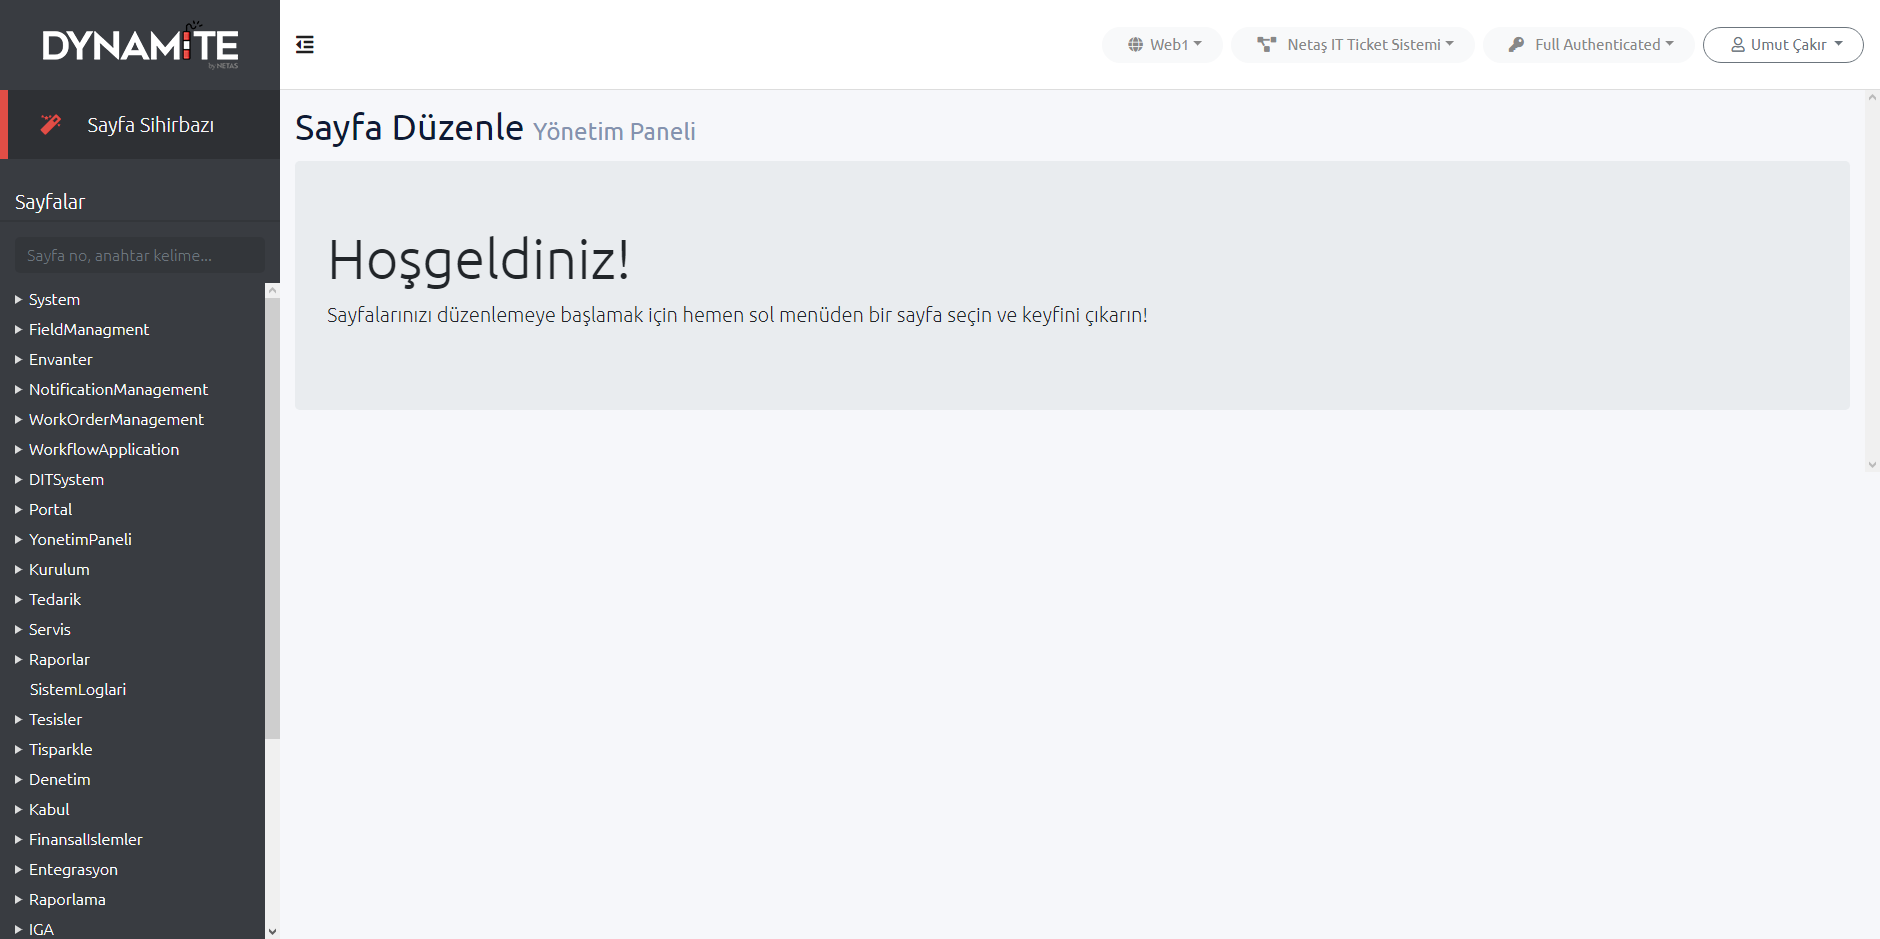 DYNAMITE
by NETAŞ
Web1
Netaş IT Ticket Sistemi
Full Authenticated
Umut Çakır
Sayfa Sihirbazı
Sayfalar
Sayfa no, anahtar kelime...
System
FieldManagment
Envanter
NotificationManagement
WorkOrderManagement
WorkflowApplication
DITSystem
Portal
YonetimPaneli
Kurulum
Tedarik
Servis
Raporlar
SistemLoglari
Tesisler
Tisparkle
Denetim
Kabul
FinansalIslemler
Entegrasyon
Raporlama
IGA
Sayfa Düzenle Yönetim Paneli
Hoşgeldiniz!
Sayfalarınızı düzenlemeye başlamak için hemen sol menüden bir sayfa seçin ve keyfini çıkarın!